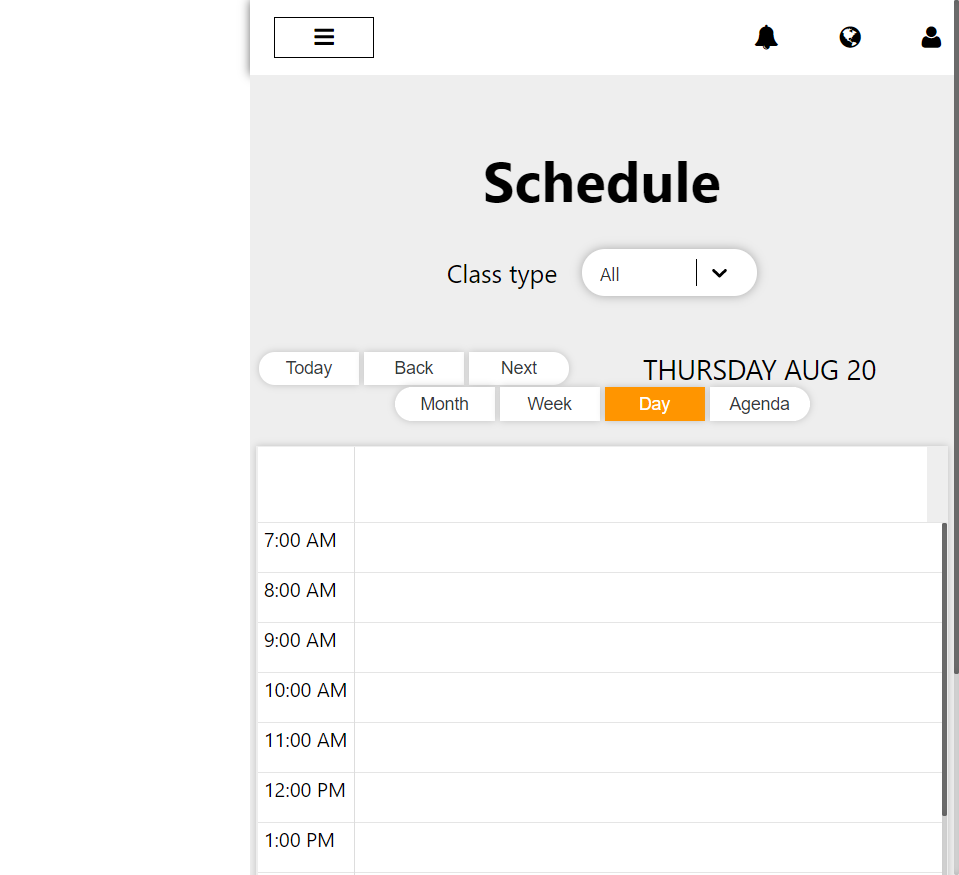 Schedule
Class type All
Today Back Next THURSDAY AUG 20
Month Week Day Agenda
7:00 AM
8:00 AM
9:00 AM
10:00 AM
11:00 AM
12:00 PM
1:00 PM